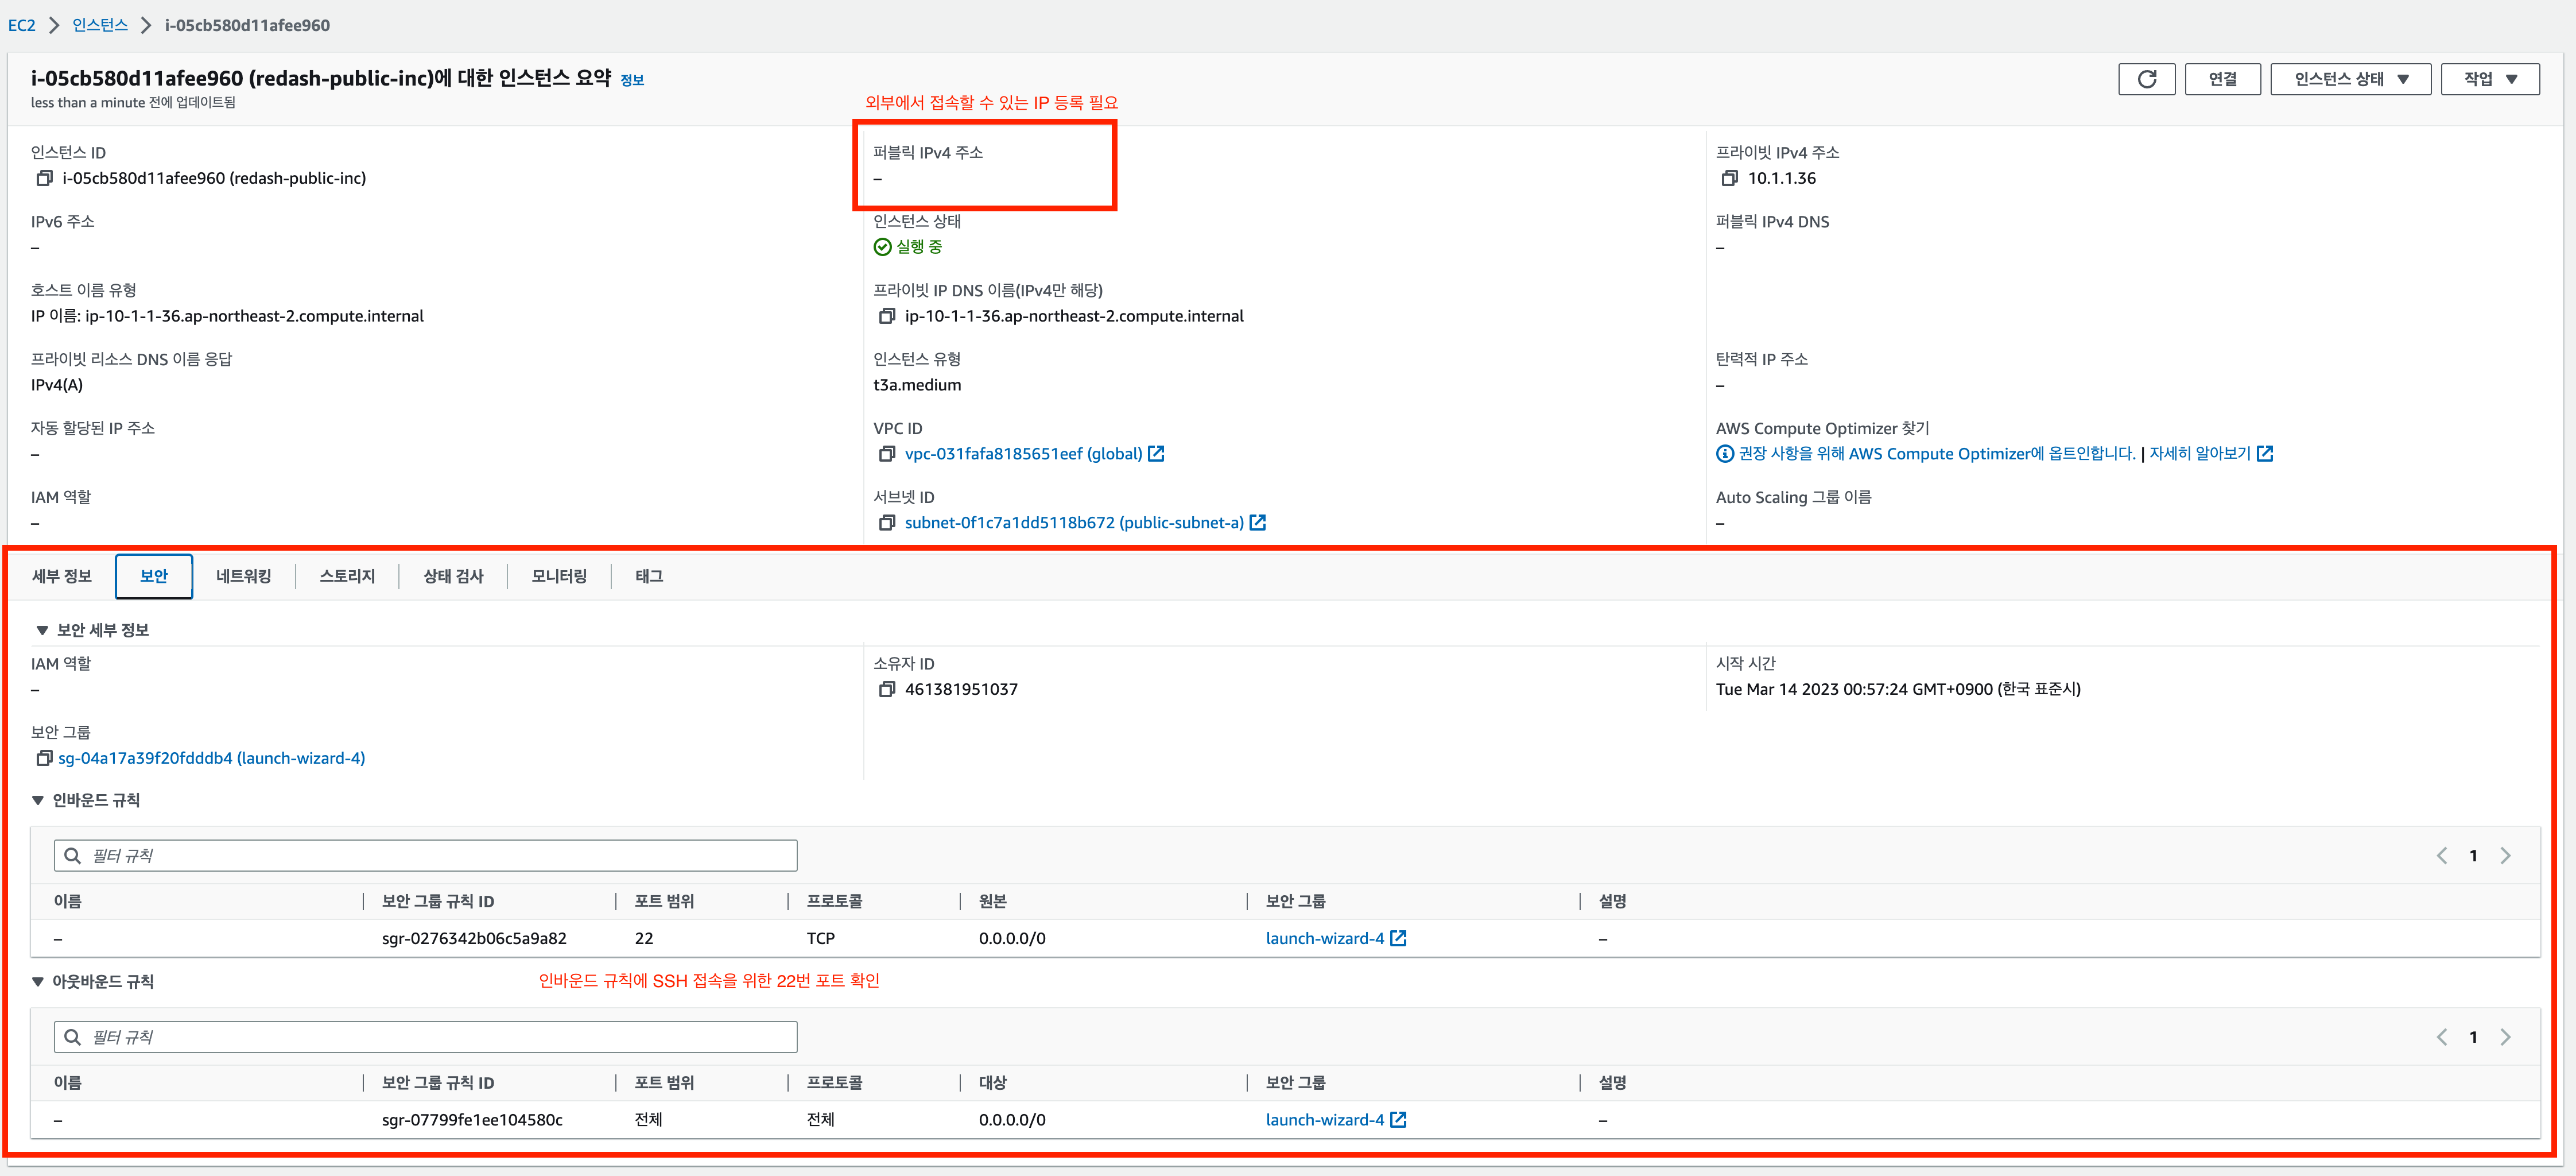 EC2 > 인스턴스 > i-05cb580d11afee960
i-05cb580d11afee960 (redash-public-inc)에 대한 인스턴스 요약 정보
less than a minute 전에 업데이트됨
연결
인스턴스 상태
작업
외부에서 접속할 수 있는 IP 등록 필요
인스턴스 ID
i-05cb580d11afee960 (redash-public-inc)
퍼블릭 IPv4 주소
–
프라이빗 IPv4 주소
10.1.1.36
IPv6 주소
–
인스턴스 상태
실행 중
퍼블릭 IPv4 DNS
–
호스트 이름 유형
IP 이름: ip-10-1-1-36.ap-northeast-2.compute.internal
프라이빗 IP DNS 이름(IPv4만 해당)
ip-10-1-1-36.ap-northeast-2.compute.internal
프라이빗 리소스 DNS 이름 응답
IPv4(A)
인스턴스 유형
t3a.medium
탄력적 IP 주소
–
자동 할당된 IP 주소
–
VPC ID
vpc-031fafa8185651eef (global)
AWS Compute Optimizer 찾기
권장 사항을 위해 AWS Compute Optimizer에 옵트인합니다. | 자세히 알아보기
IAM 역할
–
서브넷 ID
subnet-0f1c7a1dd5118b672 (public-subnet-a)
Auto Scaling 그룹 이름
–
세부 정보 보안 네트워킹 스토리지 상태 검사 모니터링 태그
보안 세부 정보
IAM 역할
–
소유자 ID
461381951037
시작 시간
Tue Mar 14 2023 00:57:24 GMT+0900 (한국 표준시)
보안 그룹
sg-04a17a39f20fdddb4 (launch-wizard-4)
인바운드 규칙
필터 규칙
1
이름 보안 그룹 규칙 ID 포트 범위 프로토콜 원본 보안 그룹 설명
– sgr-0276342b06c5a9a82 22 TCP 0.0.0.0/0 launch-wizard-4 –
아웃바운드 규칙
인바운드 규칙에 SSH 접속을 위한 22번 포트 확인
필터 규칙
1
이름 보안 그룹 규칙 ID 포트 범위 프로토콜 대상 보안 그룹 설명
– sgr-07799fe1ee104580c 전체 전체 0.0.0.0/0 launch-wizard-4 –